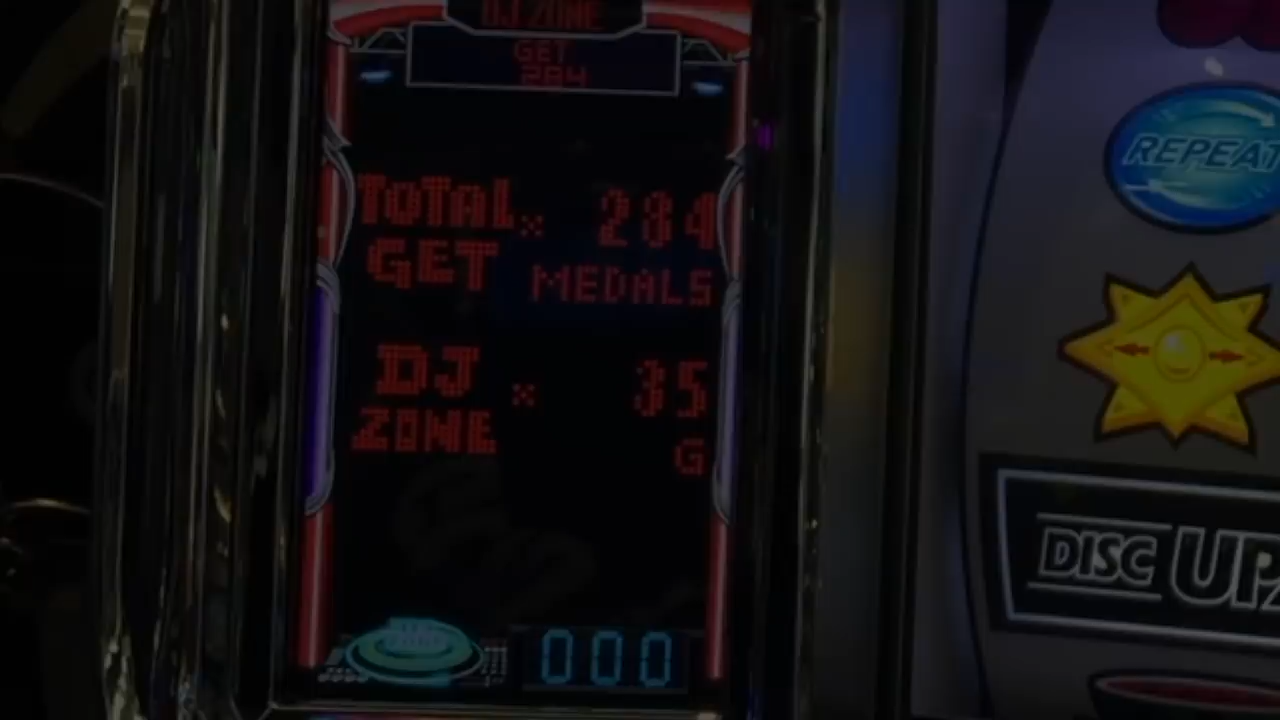 DJ ZONE
GET
284
TOTAL × 284
GET MEDALS
DJ × 35
ZONE G
000
REPEAT
DISC UP